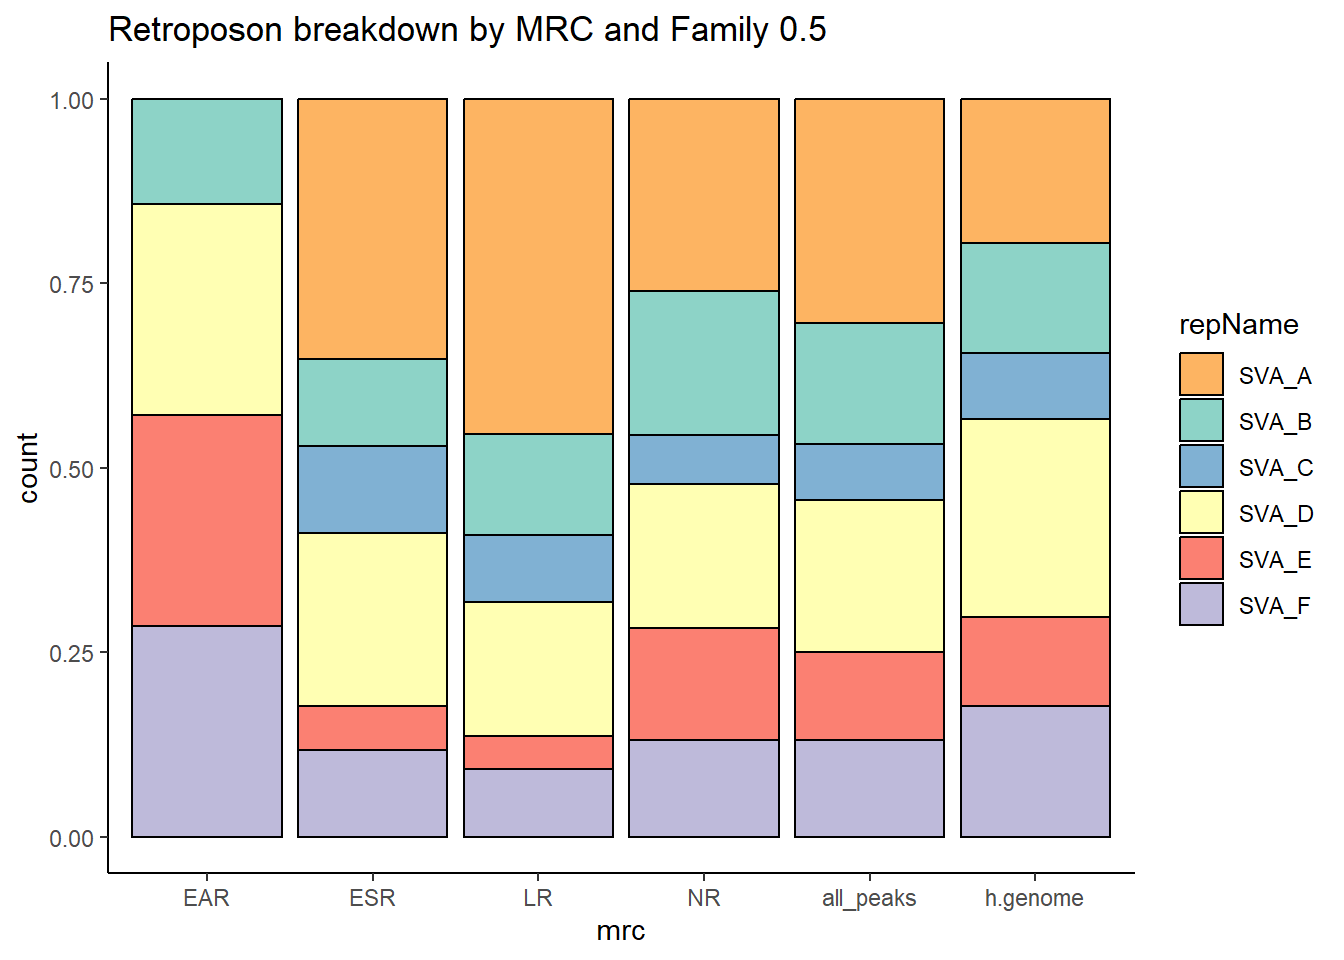 Retroposon breakdown by MRC and Family 0.5
1.00
0.75
0.50
0.25
0.00
count
EAR
ESR
LR
NR
all_peaks
h.genome
mrc
repName
SVA_A
SVA_B
SVA_C
SVA_D
SVA_E
SVA_F